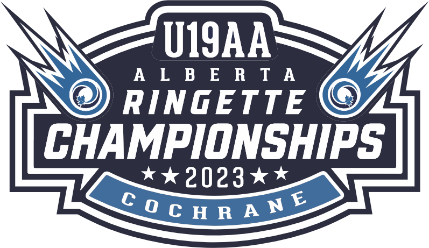 U19AA
ALBERTA
RINGETTE
CHAMPIONSHIPS
★★2023★★
COCHRANE